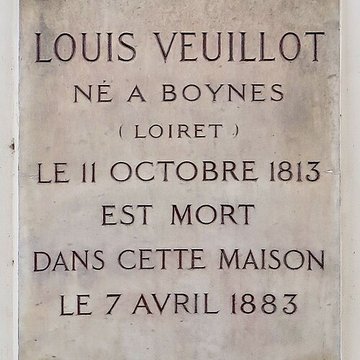 LOUIS VEUILLOT
NÉ A BOYNES
( LOIRET )
LE 11 OCTOBRE 1813
EST MORT
DANS CETTE MAISON
LE 7 AVRIL 1883